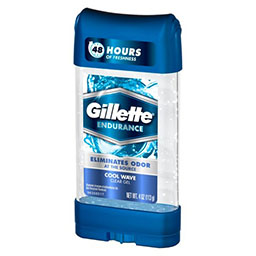 48 HOURS
OF FRESHNESS
Gillette
ENDURANCE
ELIMINATES ODOR
AT THE SOURCE
COOL WAVE
CLEAR GEL
NET WT. 4 OZ (113 g)